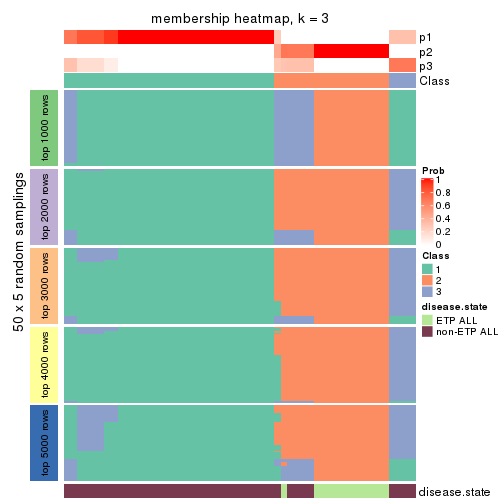 membership heatmap, k = 3
p1
p2
p3
Class
50 x 5 random samplings
top 1000 rows
top 2000 rows
top 3000 rows
top 4000 rows
top 5000 rows
Prob
1
0.8
0.6
0.4
0.2
0
Class
1
2
3
disease.state
ETP ALL
non-ETP ALL
disease.state